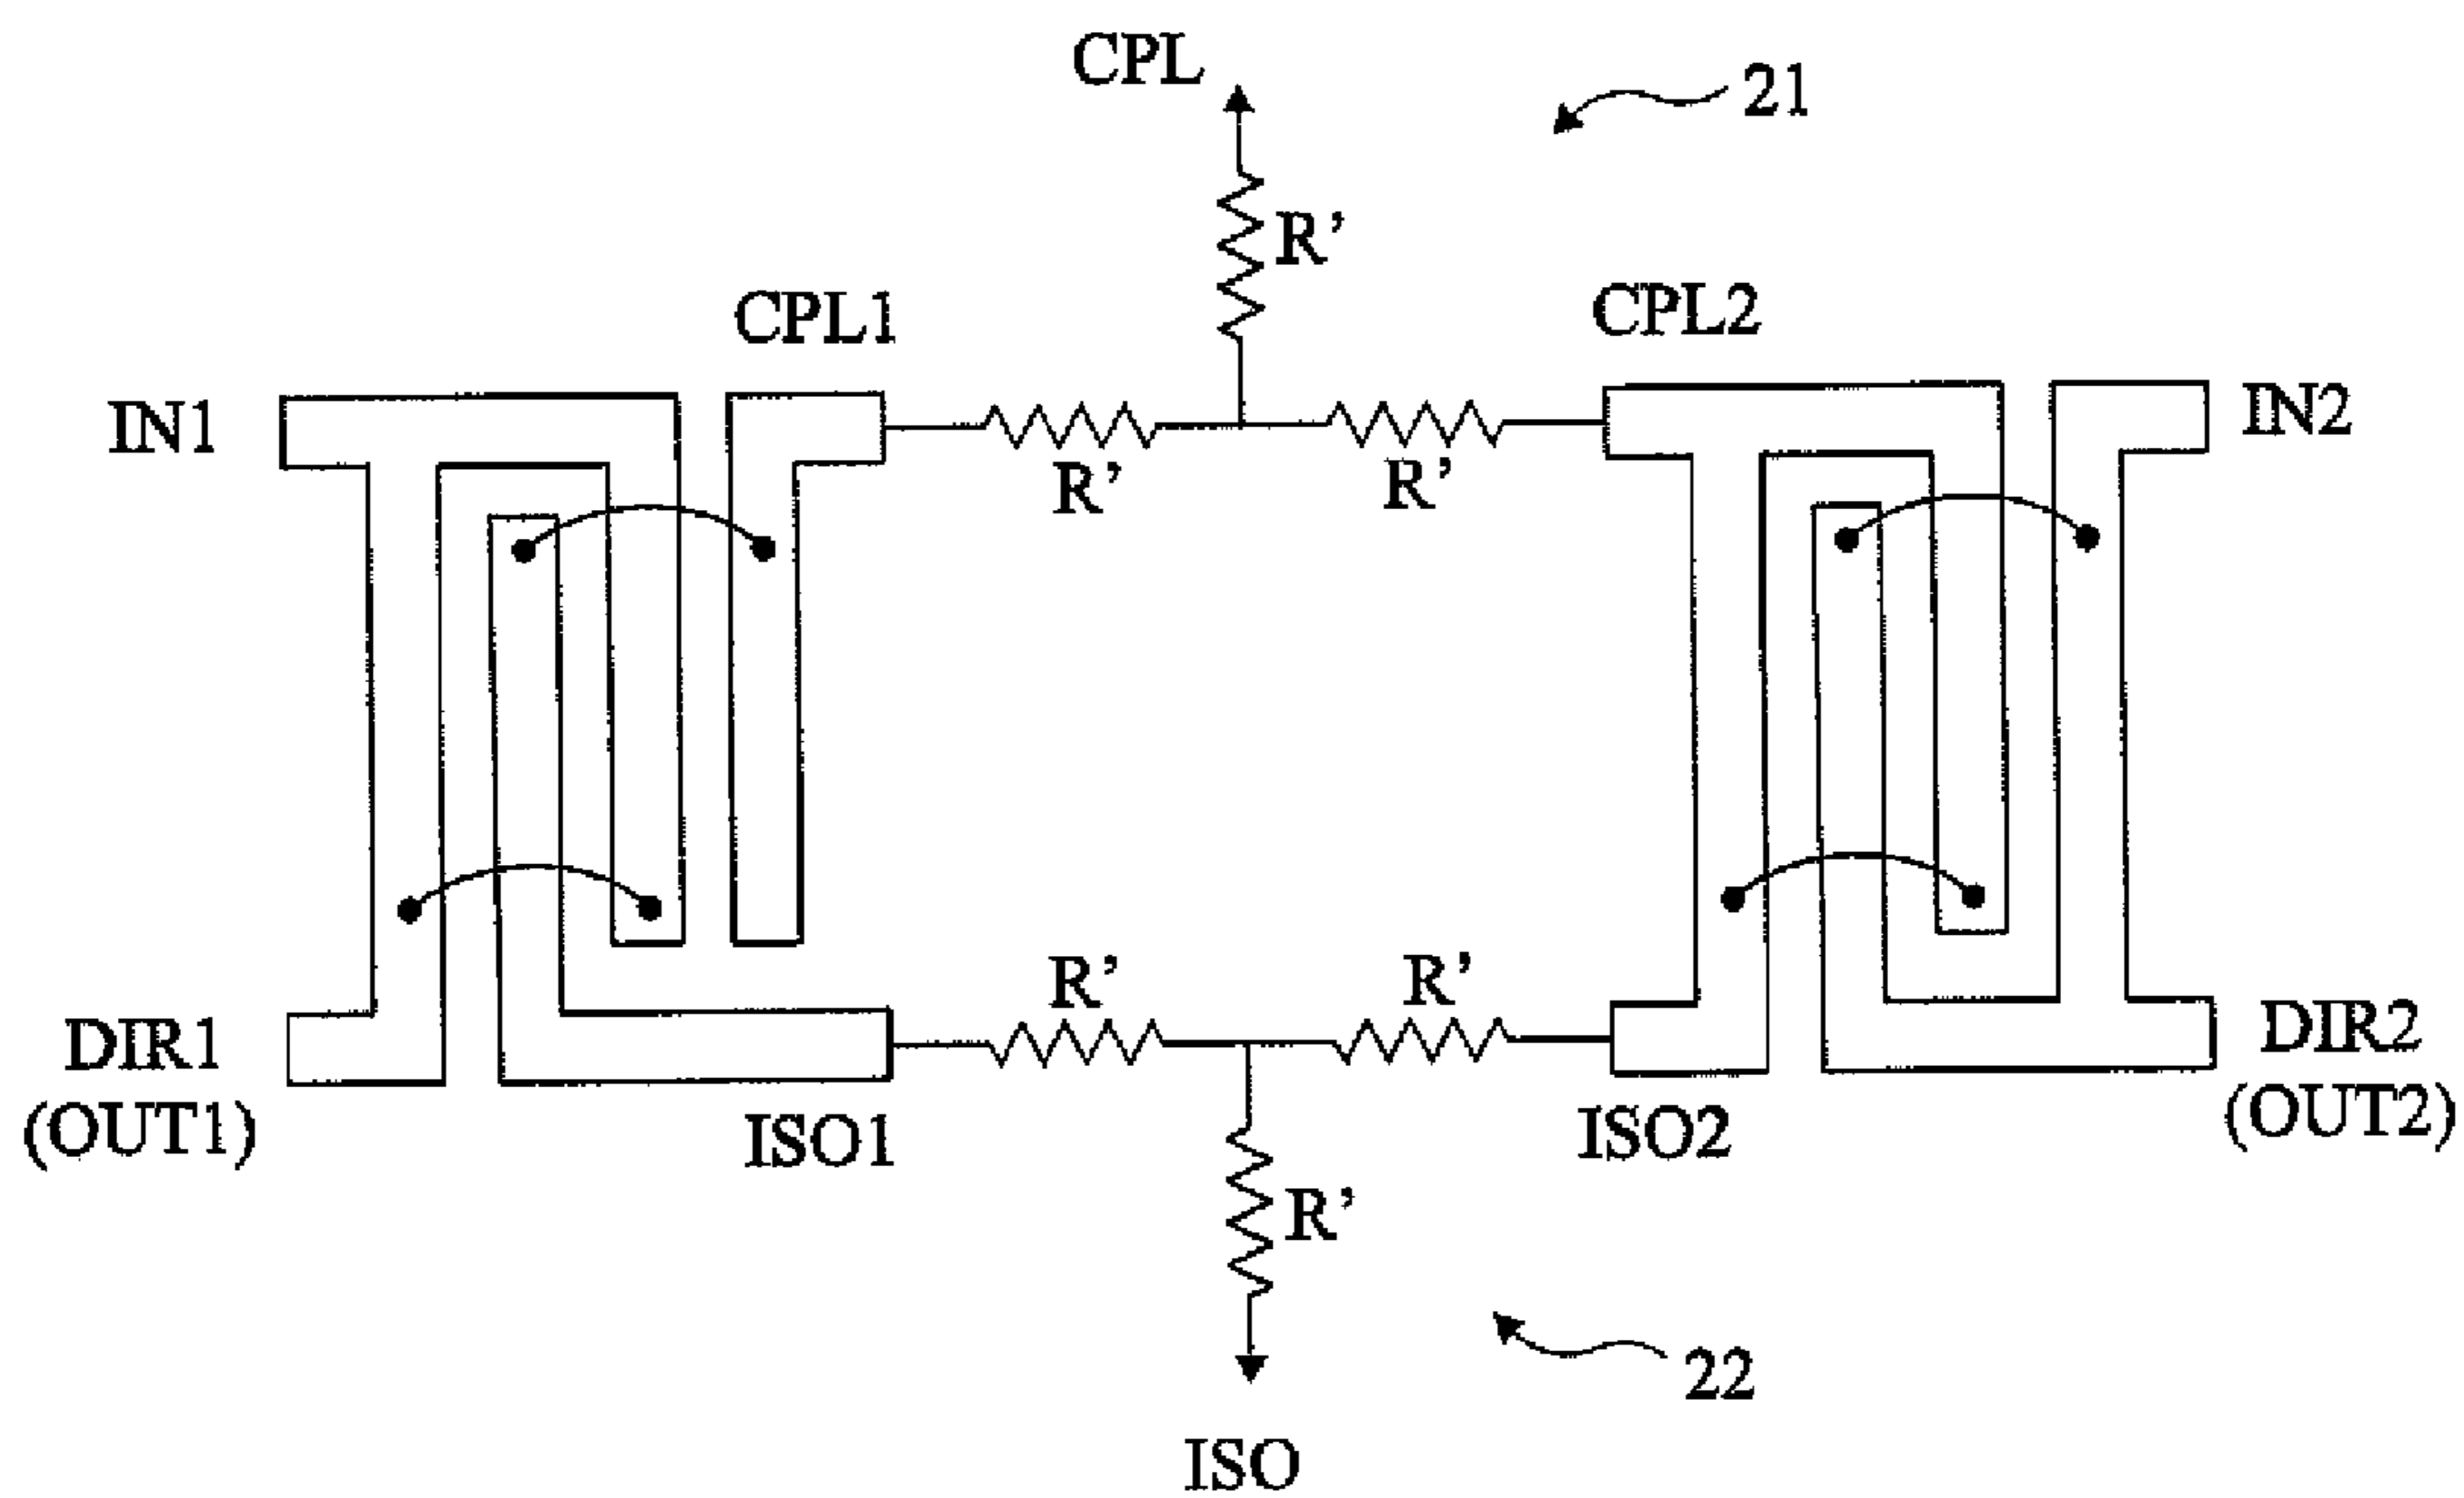 CPL
21
R’
CPL1
CPL2
IN1
IN2
R’
R’
R’
R’
DIR1
(OUT1)
ISO1
ISO2
DIR2
(OUT2)
R’
22
ISO